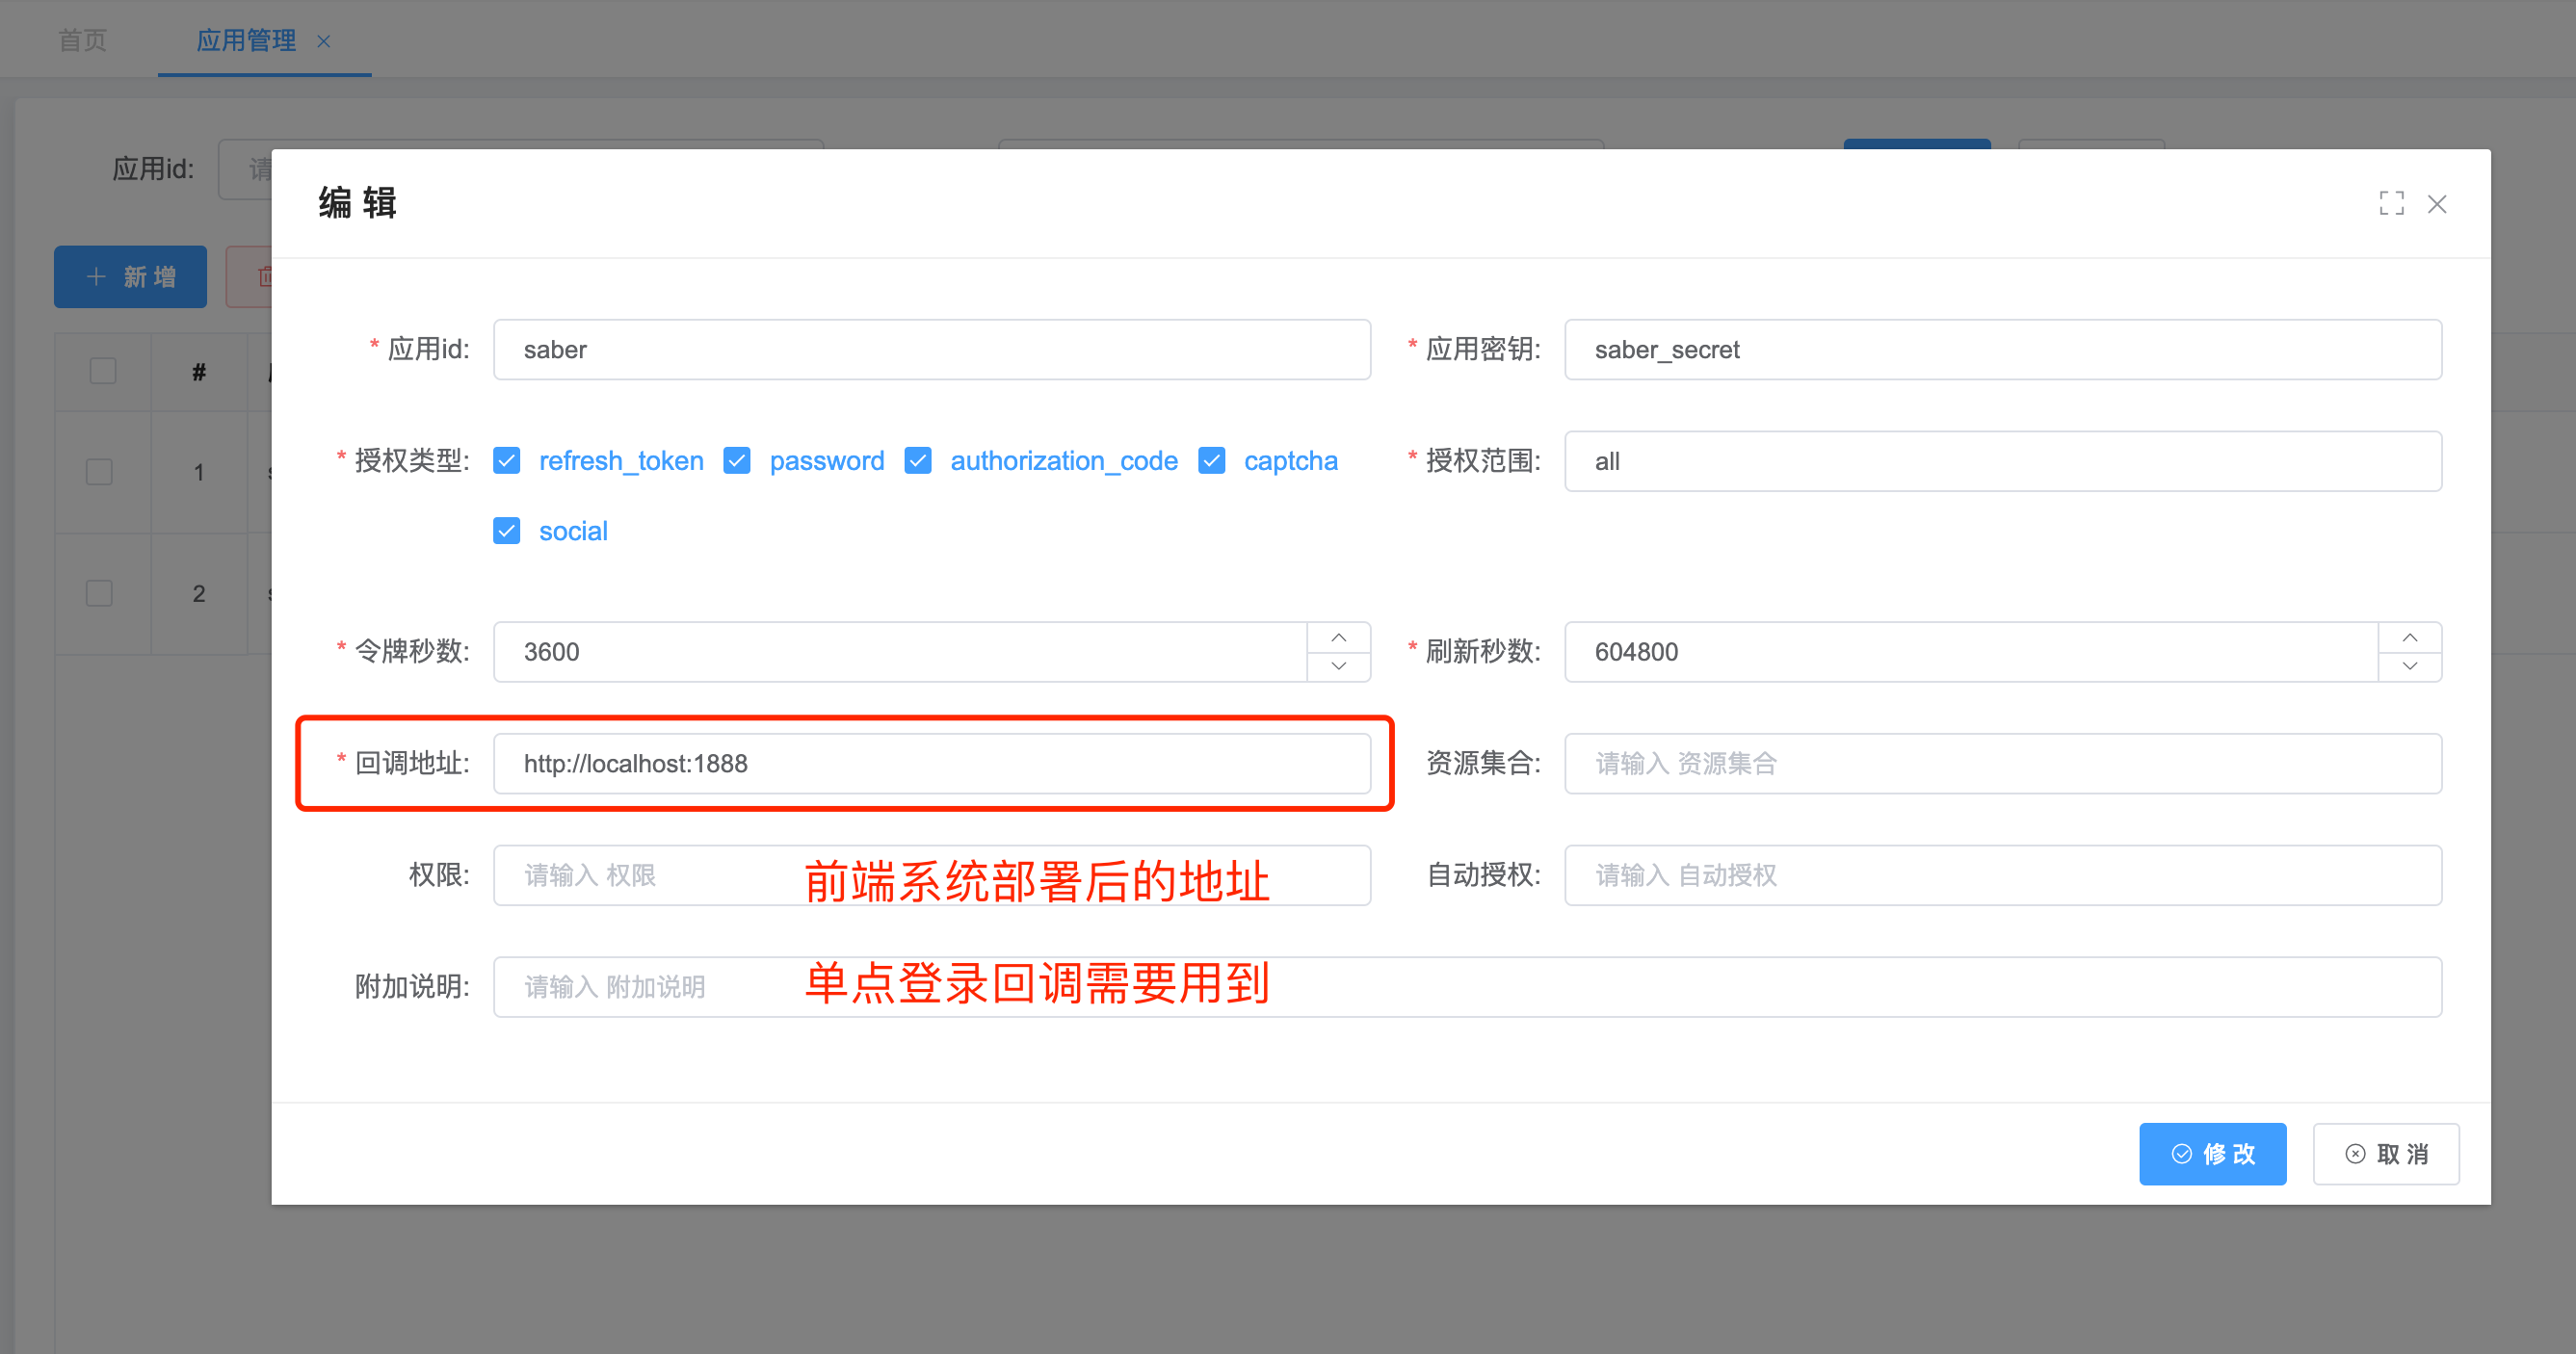 首页 应用管理
应用id: 请
编 辑
新 增
#
* 应用id: saber * 应用密钥: saber_secret
1
* 授权类型: refresh_token password authorization_code captcha * 授权范围: all
social
2
* 令牌秒数: 3600 * 刷新秒数: 604800
* 回调地址: http://localhost:1888 资源集合: 请输入 资源集合
权限: 请输入 权限 前端系统部署后的地址 自动授权: 请输入 自动授权
附加说明: 请输入 附加说明 单点登录回调需要用到
修 改 取 消